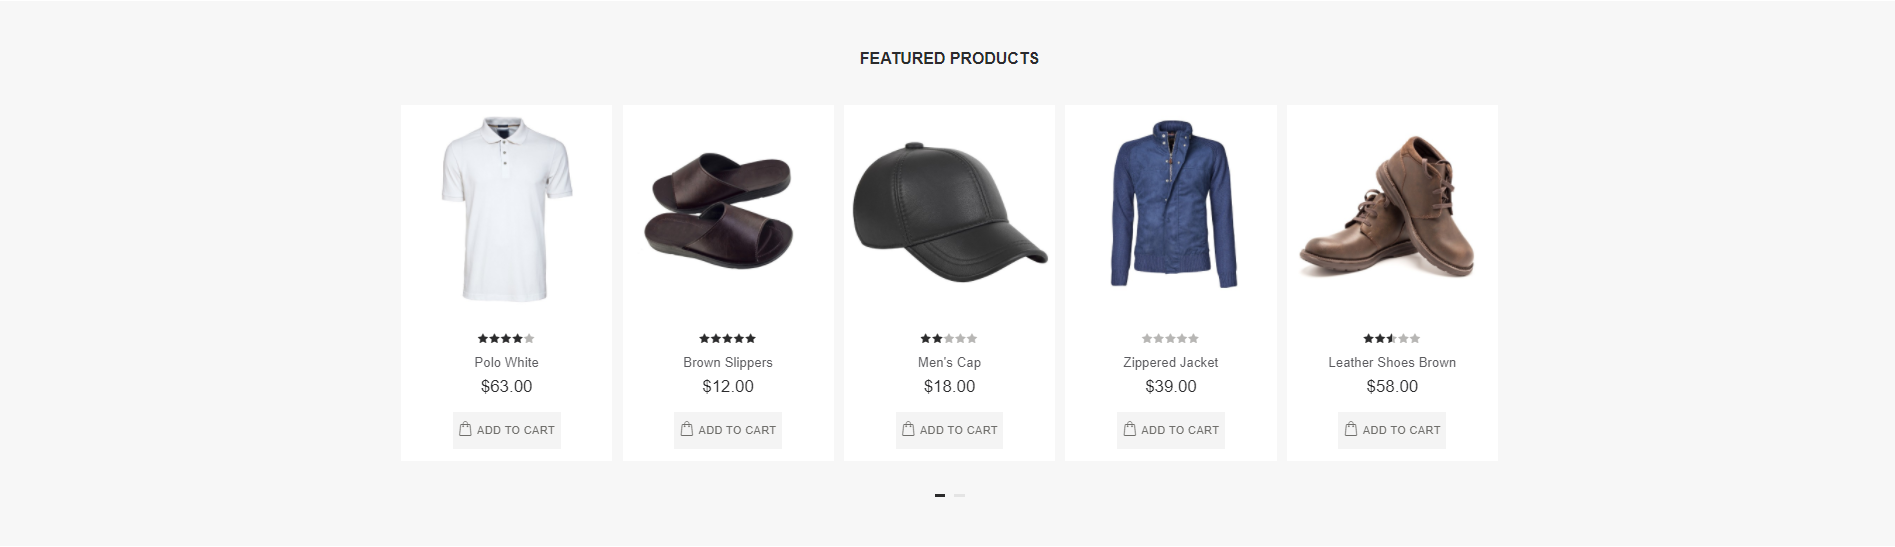 FEATURED PRODUCTS
Polo White
$63.00
ADD TO CART
Brown Slippers
$12.00
ADD TO CART
Men's Cap
$18.00
ADD TO CART
Zippered Jacket
$39.00
ADD TO CART
Leather Shoes Brown
$58.00
ADD TO CART